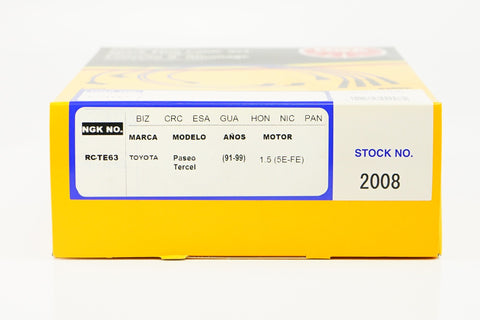 BIZ CRC ESA GUA HON NIC PAN
NGK NO. MARCA MODELO AÑOS MOTOR
RC-TE63 TOYOTA Paseo (91-99) 1.5 (5E-FE)
Tercel
STOCK NO.
2008